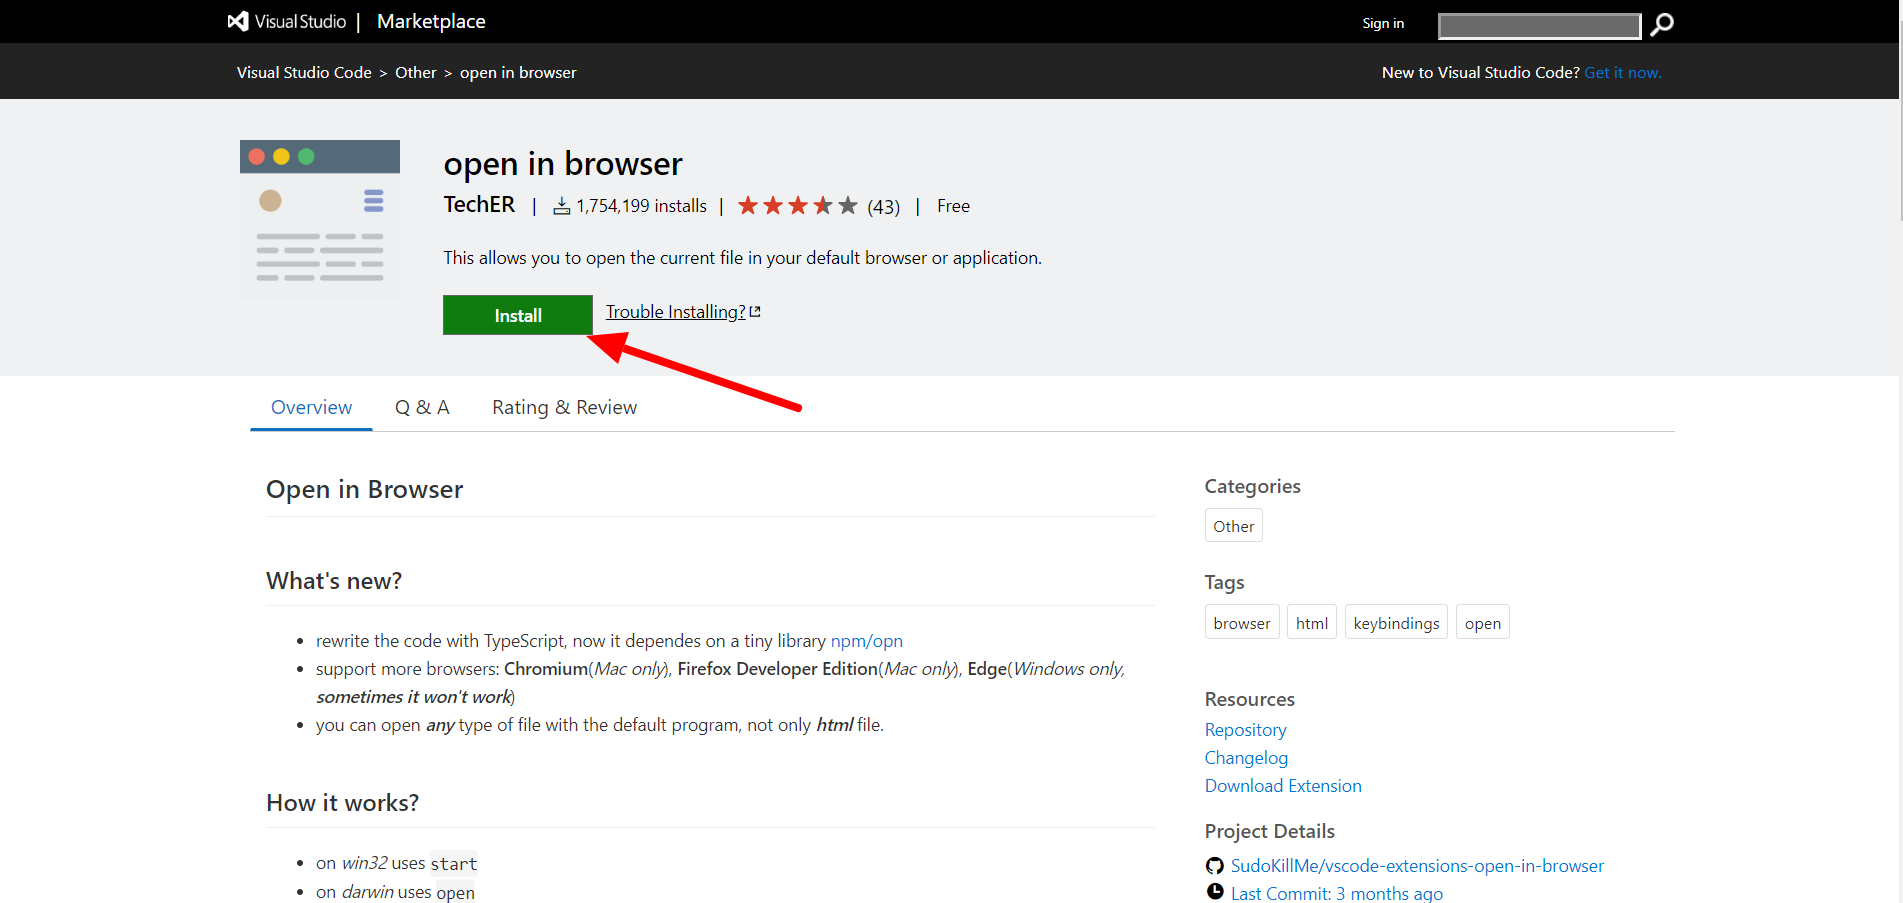 Visual Studio | Marketplace
Sign in
Visual Studio Code > Other > open in browser
New to Visual Studio Code? Get it now.
open in browser
TechER | 1,754,199 installs | (43) | Free
This allows you to open the current file in your default browser or application.
Install
Trouble Installing?
Overview
Q & A
Rating & Review
Open in Browser
What's new?
rewrite the code with TypeScript, now it dependes on a tiny library npm/opn
support more browsers: Chromium(Mac only), Firefox Developer Edition(Mac only), Edge(Windows only,
sometimes it won't work)
you can open any type of file with the default program, not only html file.
How it works?
on win32 uses start
on darwin uses open
Categories
Other
Tags
browser
html
keybindings
open
Resources
Repository
Changelog
Download Extension
Project Details
SudoKillMe/vscode-extensions-open-in-browser
Last Commit: 3 months ago